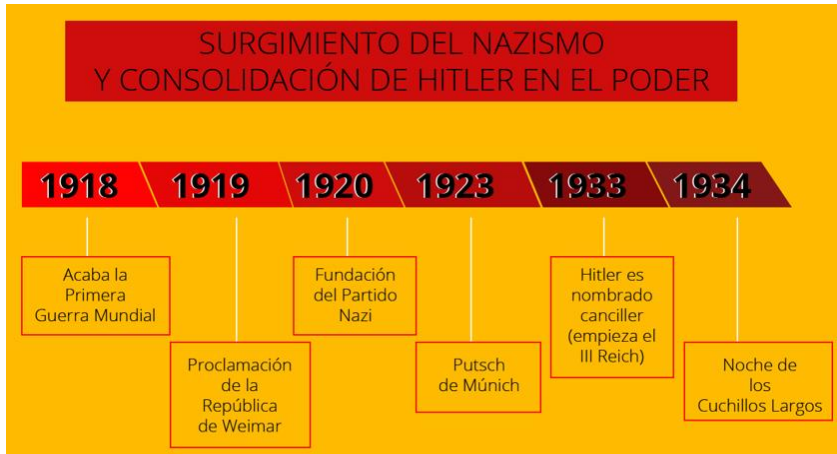 SURGIMIENTO DEL NAZISMO
Y CONSOLIDACIÓN DE HITLER EN EL PODER
1918
1919
1920
1923
1933
1934
Acaba la
Primera
Guerra Mundial
Proclamación
de la
República
de Weimar
Fundación
del Partido
Nazi
Putsch
de Múnich
Hitler es
nombrado
canciller
(empieza el
III Reich)
Noche de
los
Cuchillos Largos